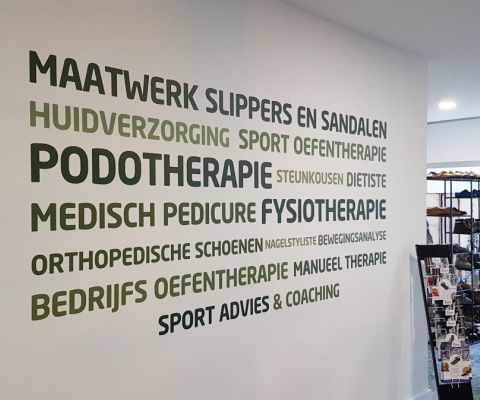 MAATWERK SLIPPERS EN SANDALEN
HUIDVERZORGING SPORT OEFENTHERAPIE
PODOTHERAPIE STEUNKOUSEN DIETISTE
MEDISCH PEDICURE FYSIOTHERAPIE
ORTHOPEDISCHE SCHOENEN NAGELSTYLISTE BEWEGINGSANALYSE
BEDRIJFS OEFENTHERAPIE MANUEEL THERAPIE
SPORT ADVIES & COACHING